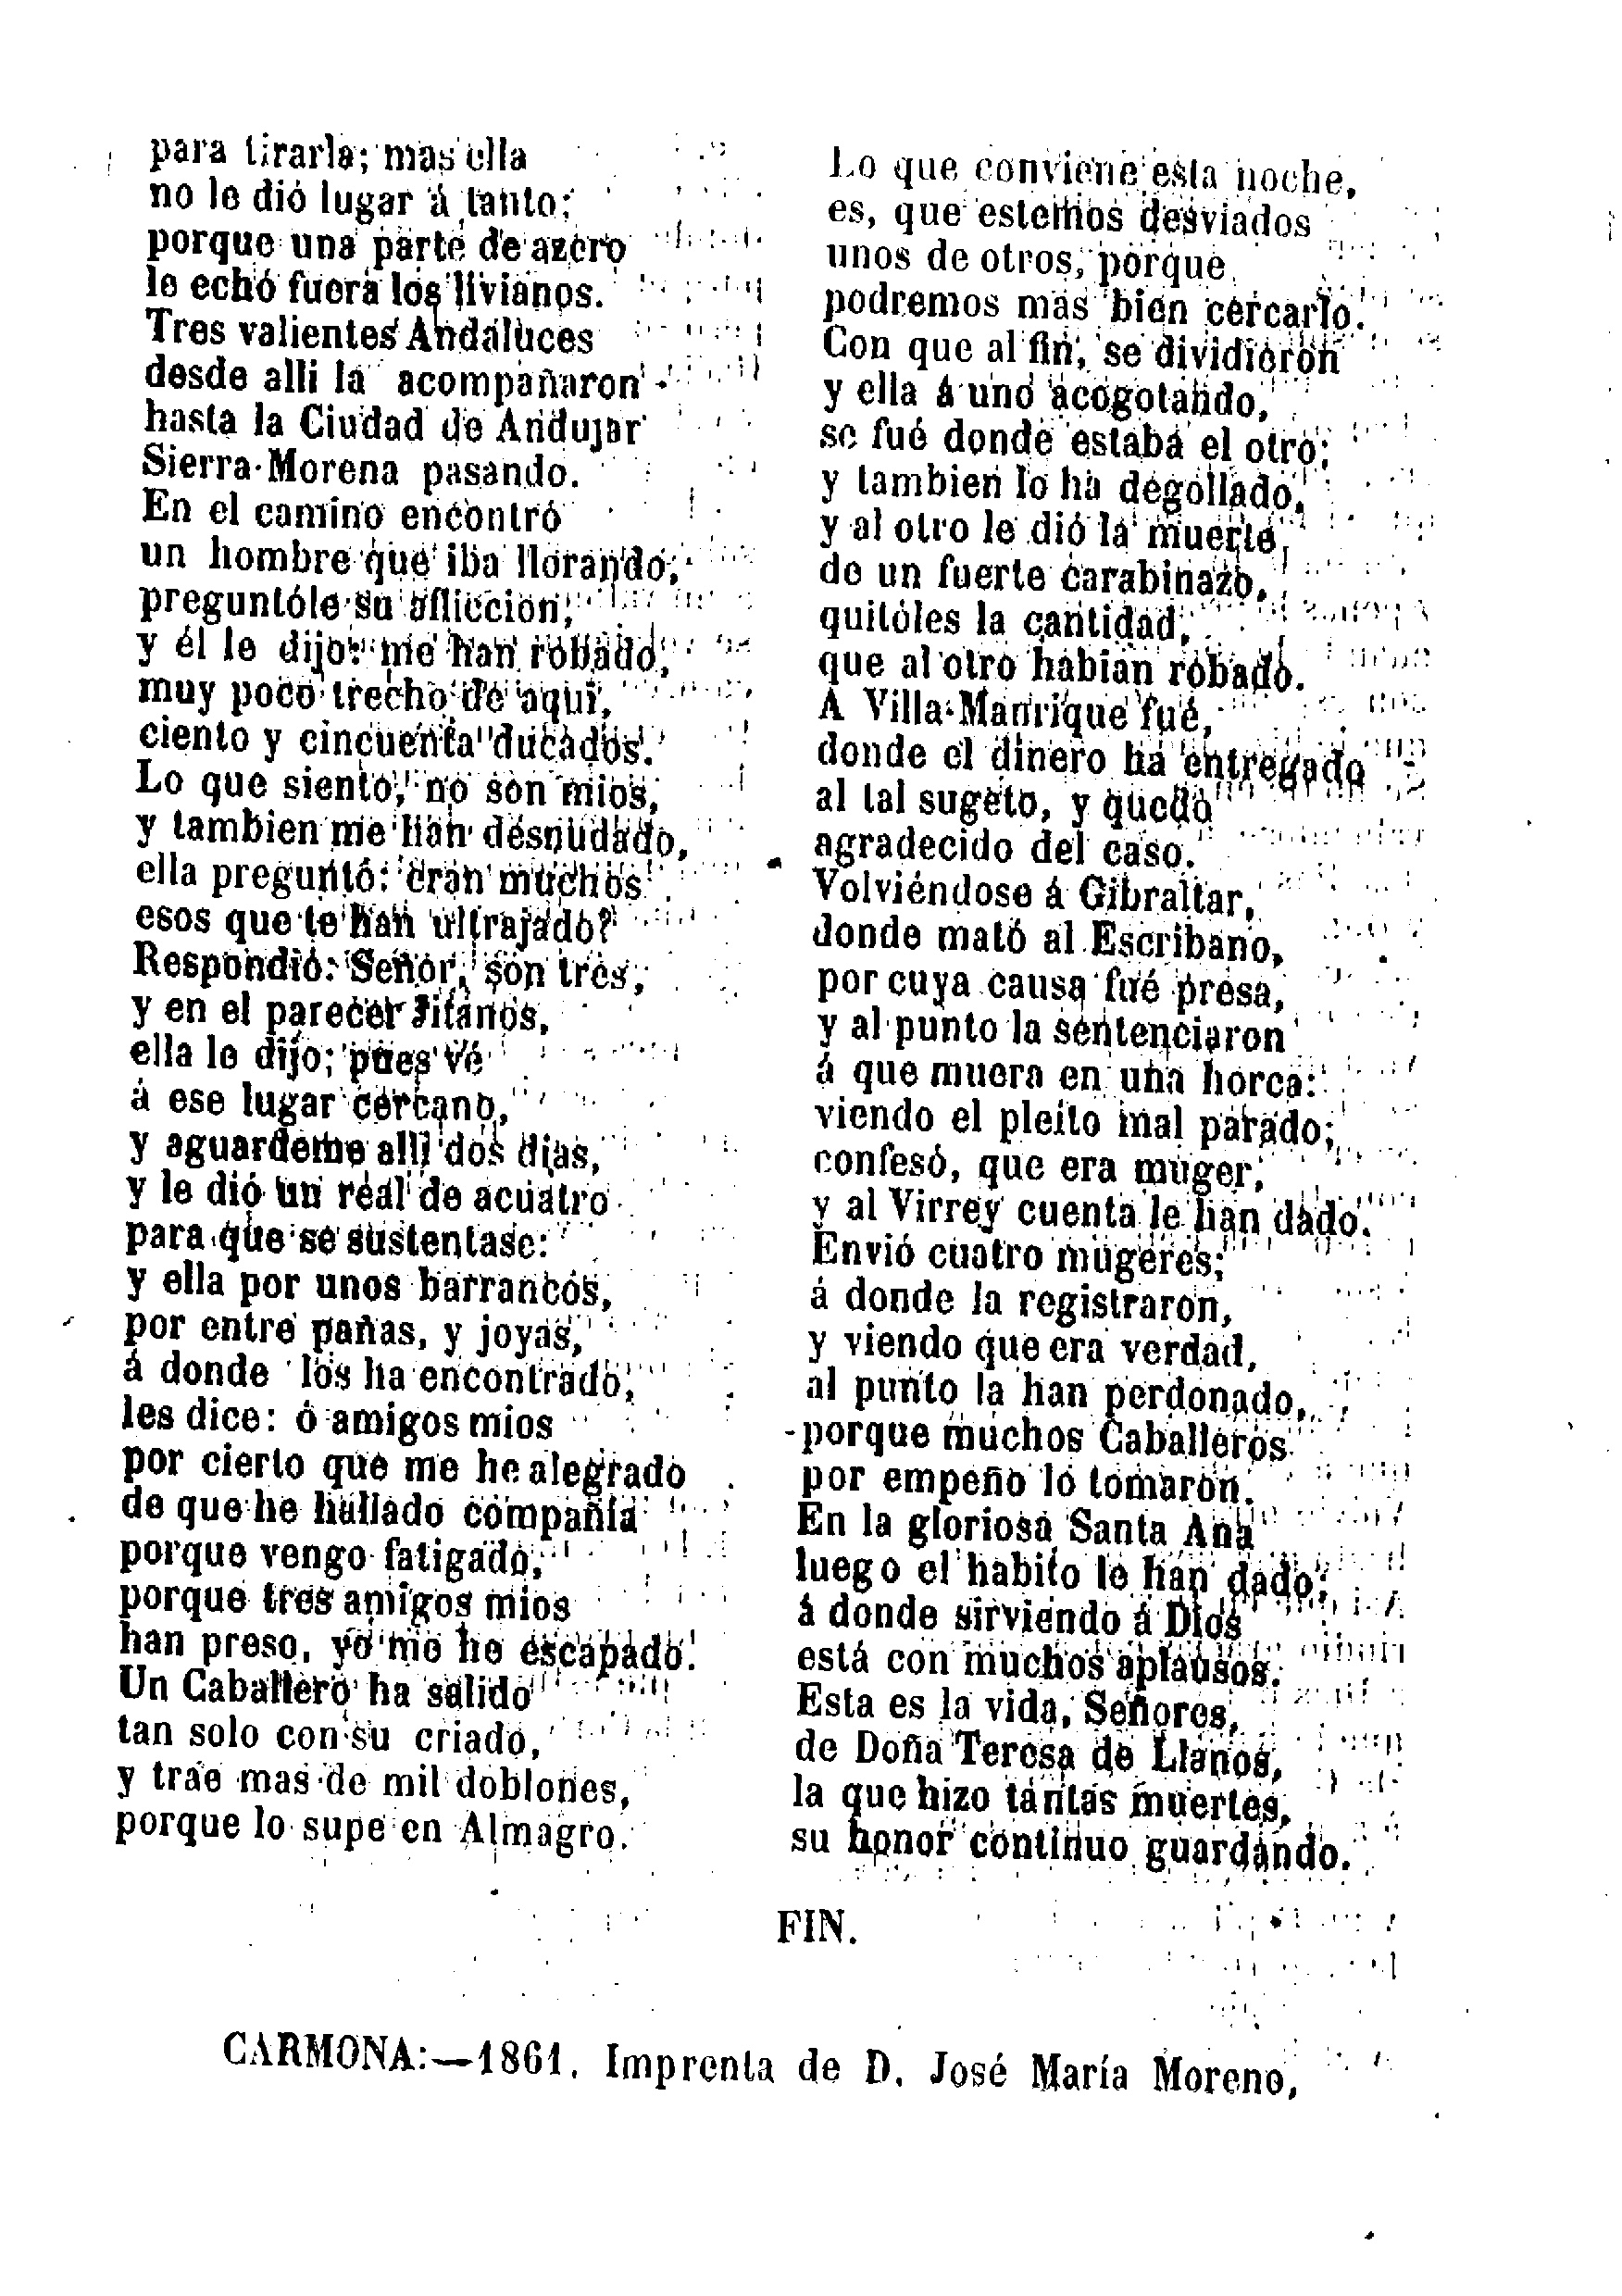 para tirarla; mas ella
no le dió lugar á tanto;
porque una parte de azero
le echó fuera los livianos.
Tres valientes Andaluces
desde alli la acompañaron
hasta la Ciudad de Andujar
Sierra-Morena pasando.
En el camino encontró
un hombre que iba llorando,
preguntóle su afliccion,
y él le dijo: me han robado,
muy poco trecho de aqui,
ciento y cincuenta ducados.
Lo que siento, no son mios,
y tambien me han desnudado,
ella preguntó: eran muchos
esos que te han ultrajado?
Respondió: Señor, son tres,
y en el parecer Jitanos,
ella le dijo; pues vé
á ese lugar cercano,
y aguardeme alli dos dias,
y le dió un real de acuatro
para que se sustentase:
y ella por unos barrancos,
por entre pañas, y joyas,
á donde los ha encontrado,
les dice: ó amigos mios
por cierto que me he alegrado
de que he hallado compañía
porque vengo fatigado,
porque tres amigos mios
han preso, yo me he escapado.
Un Caballero ha salido
tan solo con su criado,
y trae mas de mil doblones,
porque lo supe en Almagro.
Lo que conviene esta noche,
es, que estemos desviados
unos de otros, porque
podremos mas bien cercarlo.
Con que al fin, se dividieron
y ella á uno acogotando,
se fué donde estaba el otro;
y tambien lo ha degollado,
y al otro le dió la muerte,
de un fuerte carabinazo,
quitóles la cantidad,
que al otro habian robado.
A Villa-Manrique fué,
donde el dinero ha entregado
al tal sugeto, y quedó
agradecido del caso.
Volviéndose á Gibraltar,
donde mató al Escribano,
por cuya causa fué presa,
y al punto la sentenciaron
á que muera en una horca:
viendo el pleito mal parado;
confesó, que era muger,
y al Virrey cuenta le han dado.
Envió cuatro mugeres;
á donde la registraron,
y viendo que era verdad,
al punto la han perdonado,
porque muchos Caballeros
por empeño lo tomaron.
En la gloriosa Santa Ana
luego el habito le han dado,
á donde sirviendo á Dios
está con muchos aplausos.
Esta es la vida, Señores,
de Doña Teresa de Llanos,
la que hizo tantas muertes,
su honor continuo guardando.
FIN.
CARMONA:—1861. Imprenta de D. José María Moreno,